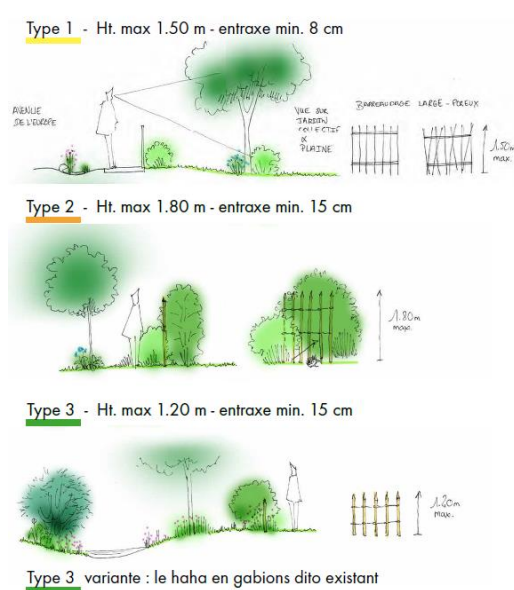 Type 1 - Ht. max 1.50 m - entraxe min. 8 cm
AVENUE
DE L'EUROPE
VUE SUR
JARDIN
COLLECTIF
&
PLAINE
BARREAUDAGE LARGE - POREUX
1.50m
max.
Type 2 - Ht. max 1.80 m - entraxe min. 15 cm
1.80m
max.
Type 3 - Ht. max 1.20 m - entraxe min. 15 cm
1.20m
max.
Type 3 variante : le haha en gabions dito existant